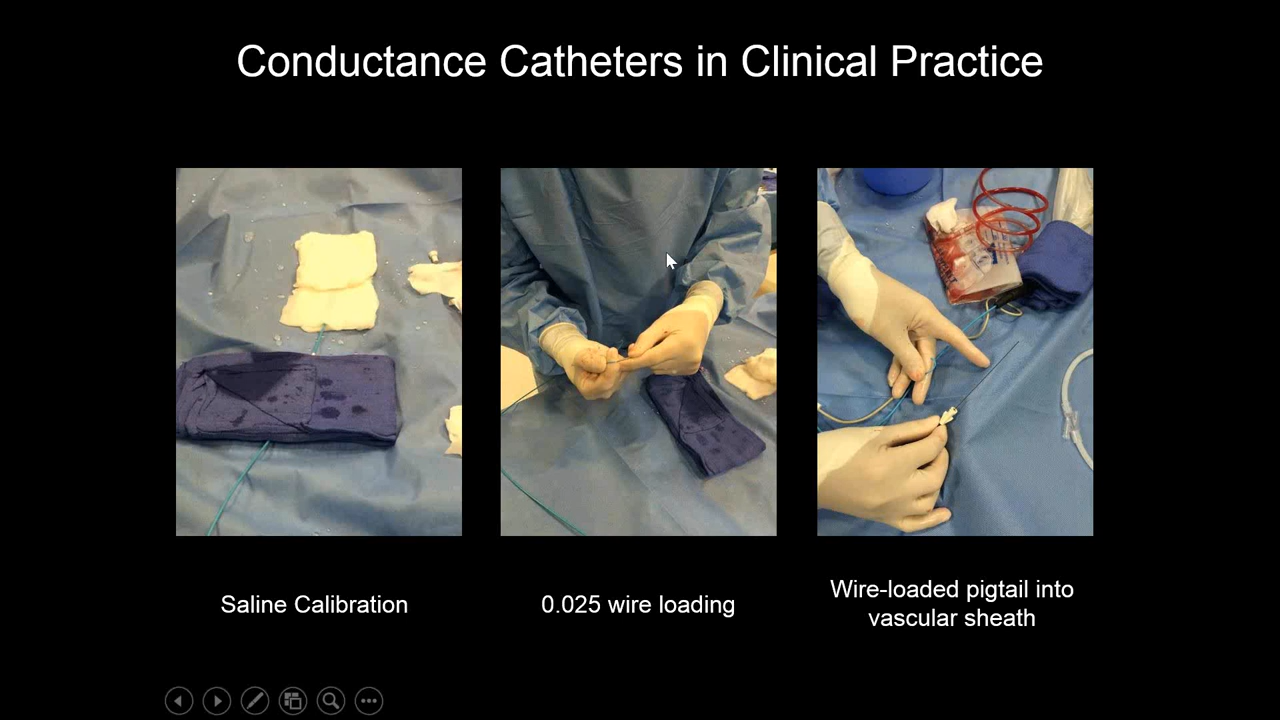 Conductance Catheters in Clinical Practice
Saline Calibration
0.025 wire loading
Wire-loaded pigtail into
vascular sheath